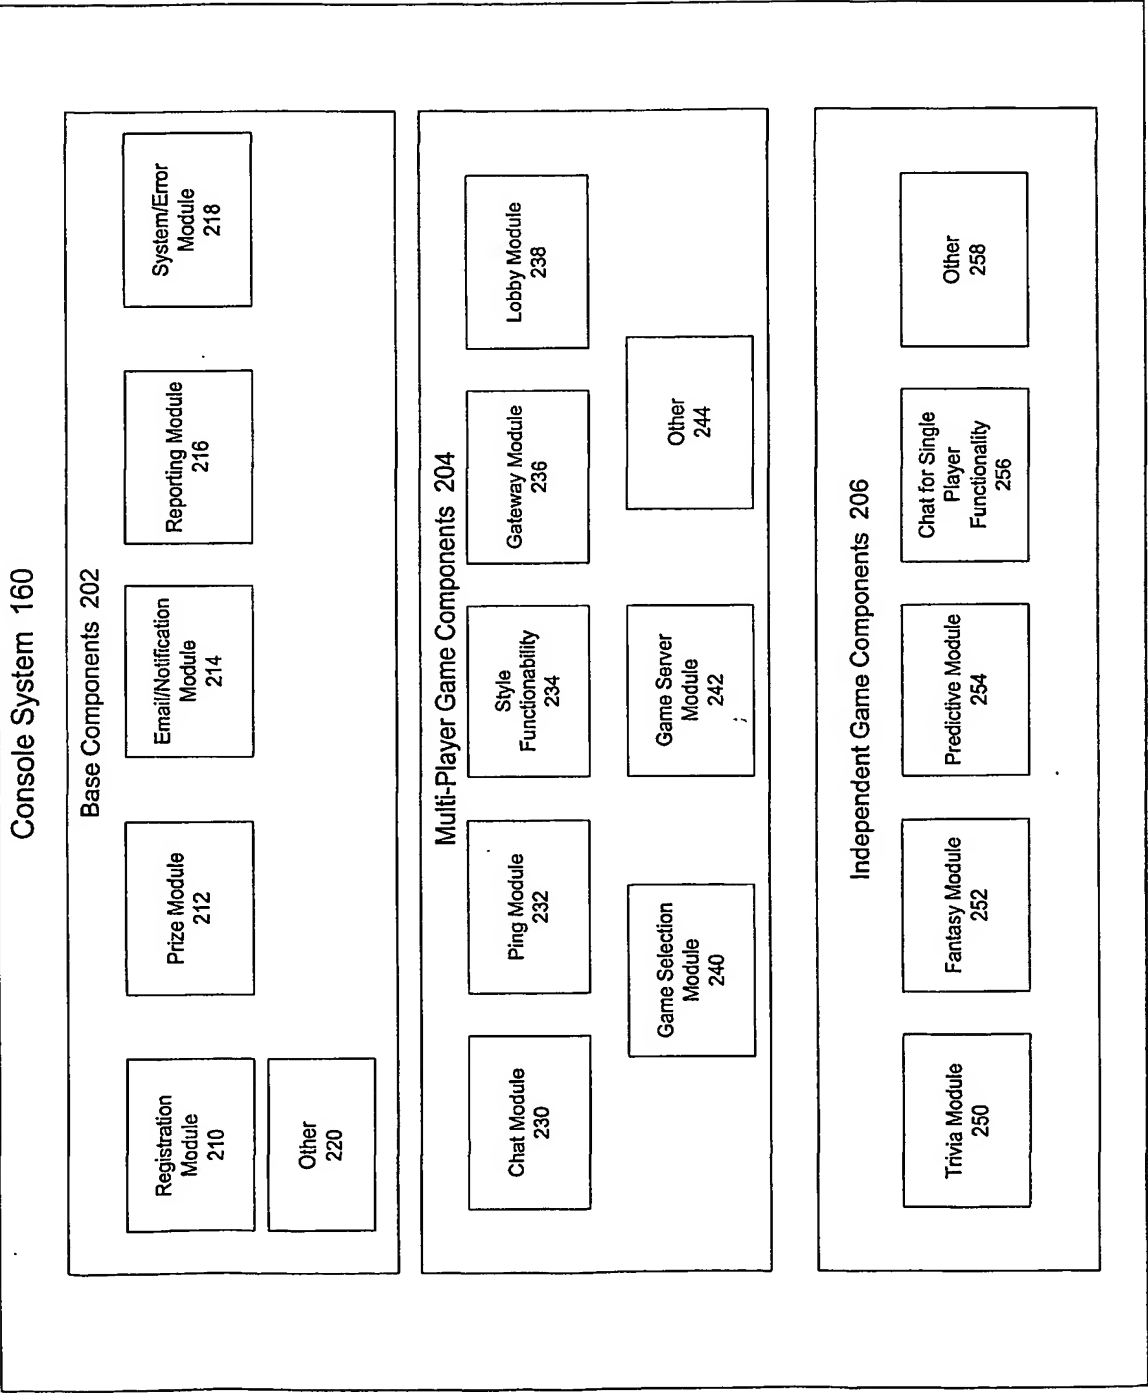 Console System 160
Base Components 202
Registration
Module
210
Prize Module
212
Email/Notification
Module
214
Reporting Module
216
System/Error
Module
218
Other
220
Multi-Player Game Components 204
Chat Module
230
Ping Module
232
Style
Functionability
234
Gateway Module
236
Lobby Module
238
Game Selection
Module
240
Game Server
Module
242
Other
244
Independent Game Components 206
Trivia Module
250
Fantasy Module
252
Predictive Module
254
Chat for Single
Player
Functionality
256
Other
258